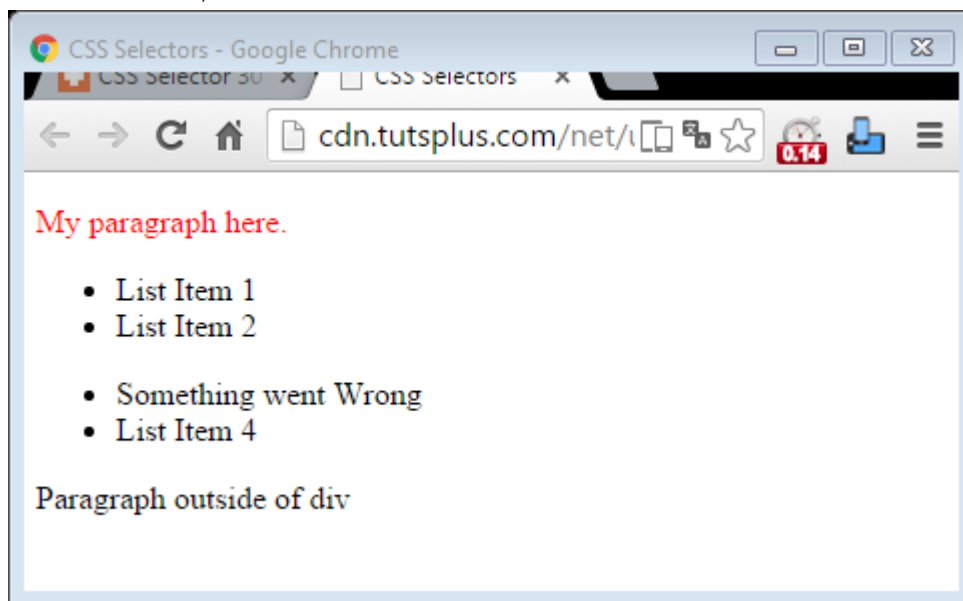 CSS Selectors - Google Chrome
CSS Selector 30
CSS Selectors
cdn.tutsplus.com/net/
0.14
My paragraph here.
• List Item 1
• List Item 2
• Something went Wrong
• List Item 4
Paragraph outside of div